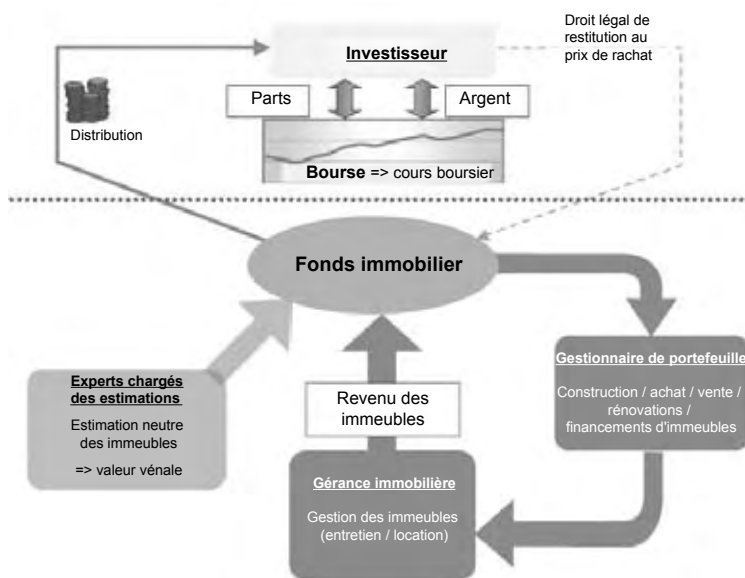 Droit légal de
restitution au
prix de rachat
Investisseur
Parts
Argent
Distribution
Bourse => cours boursier
Fonds immobilier
Gestionnaire de portefeuille
Construction / achat / vente /
rénovations /
financements d'immeubles
Experts chargés
des estimations
Estimation neutre
des immeubles
=> valeur vénale
Revenu des
immeubles
Gérance immobilière
Gestion des immeubles
(entretien / location)